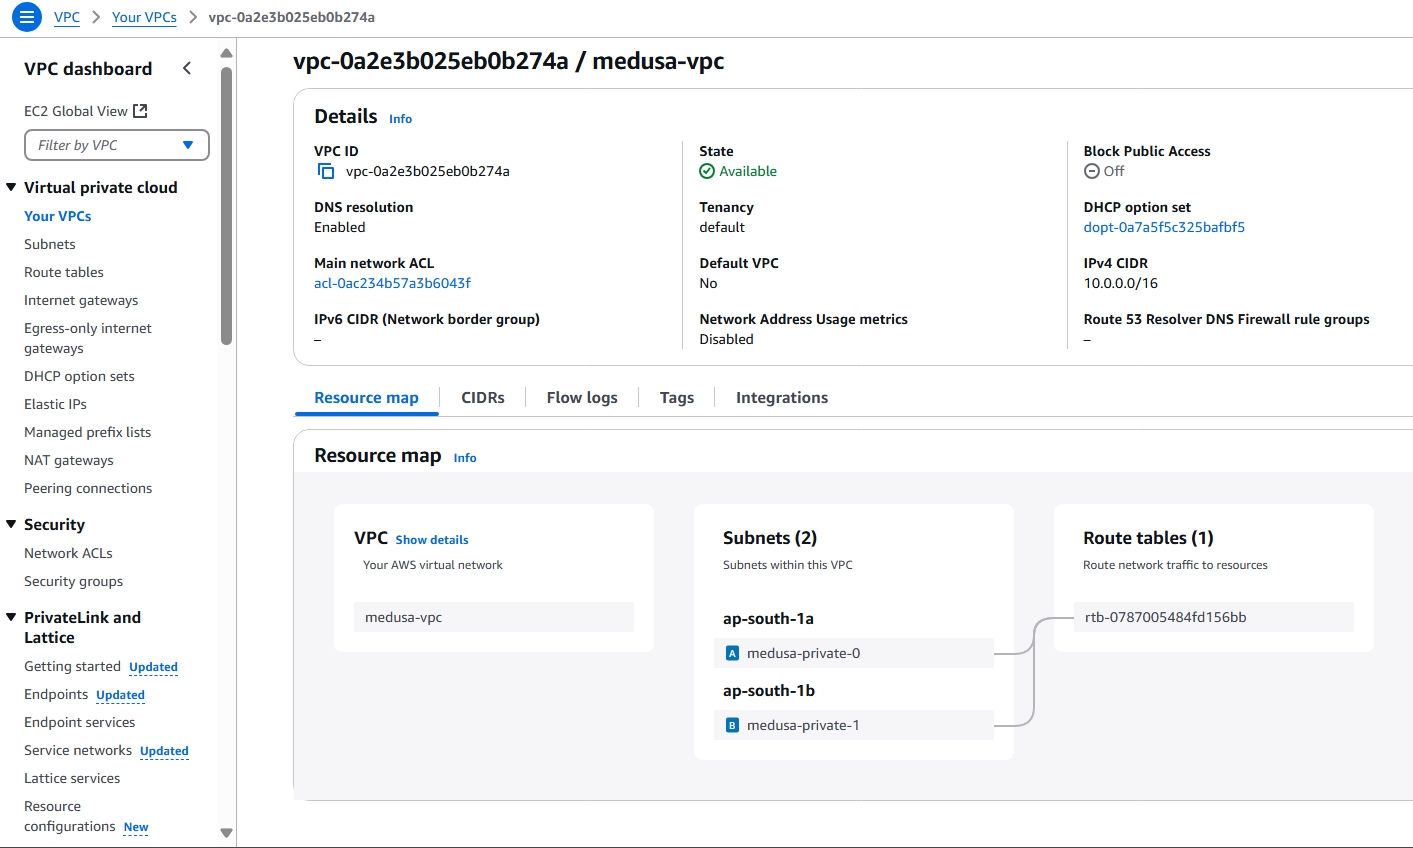 VPC > Your VPCs > vpc-0a2e3b025eb0b274a
VPC dashboard
EC2 Global View
Filter by VPC
Virtual private cloud
Your VPCs
Subnets
Route tables
Internet gateways
Egress-only internet
gateways
DHCP option sets
Elastic IPs
Managed prefix lists
NAT gateways
Peering connections
Security
Network ACLs
Security groups
PrivateLink and
Lattice
Getting started Updated
Endpoints Updated
Endpoint services
Service networks Updated
Lattice services
Resource
configurations New
vpc-0a2e3b025eb0b274a / medusa-vpc
Details Info
VPC ID
vpc-0a2e3b025eb0b274a
State
Available
Block Public Access
Off
DNS resolution
Enabled
Tenancy
default
DHCP option set
dopt-0a7a5f5c325bafbf5
Main network ACL
acl-0ac234b57a3b6043f
Default VPC
No
IPv4 CIDR
10.0.0.0/16
IPv6 CIDR (Network border group)
–
Network Address Usage metrics
Disabled
Route 53 Resolver DNS Firewall rule groups
–
Resource map CIDRs Flow logs Tags Integrations
Resource map Info
VPC Show details
Your AWS virtual network
medusa-vpc
Subnets (2)
Subnets within this VPC
ap-south-1a
A medusa-private-0
ap-south-1b
B medusa-private-1
Route tables (1)
Route network traffic to resources
rtb-0787005484fd156bb